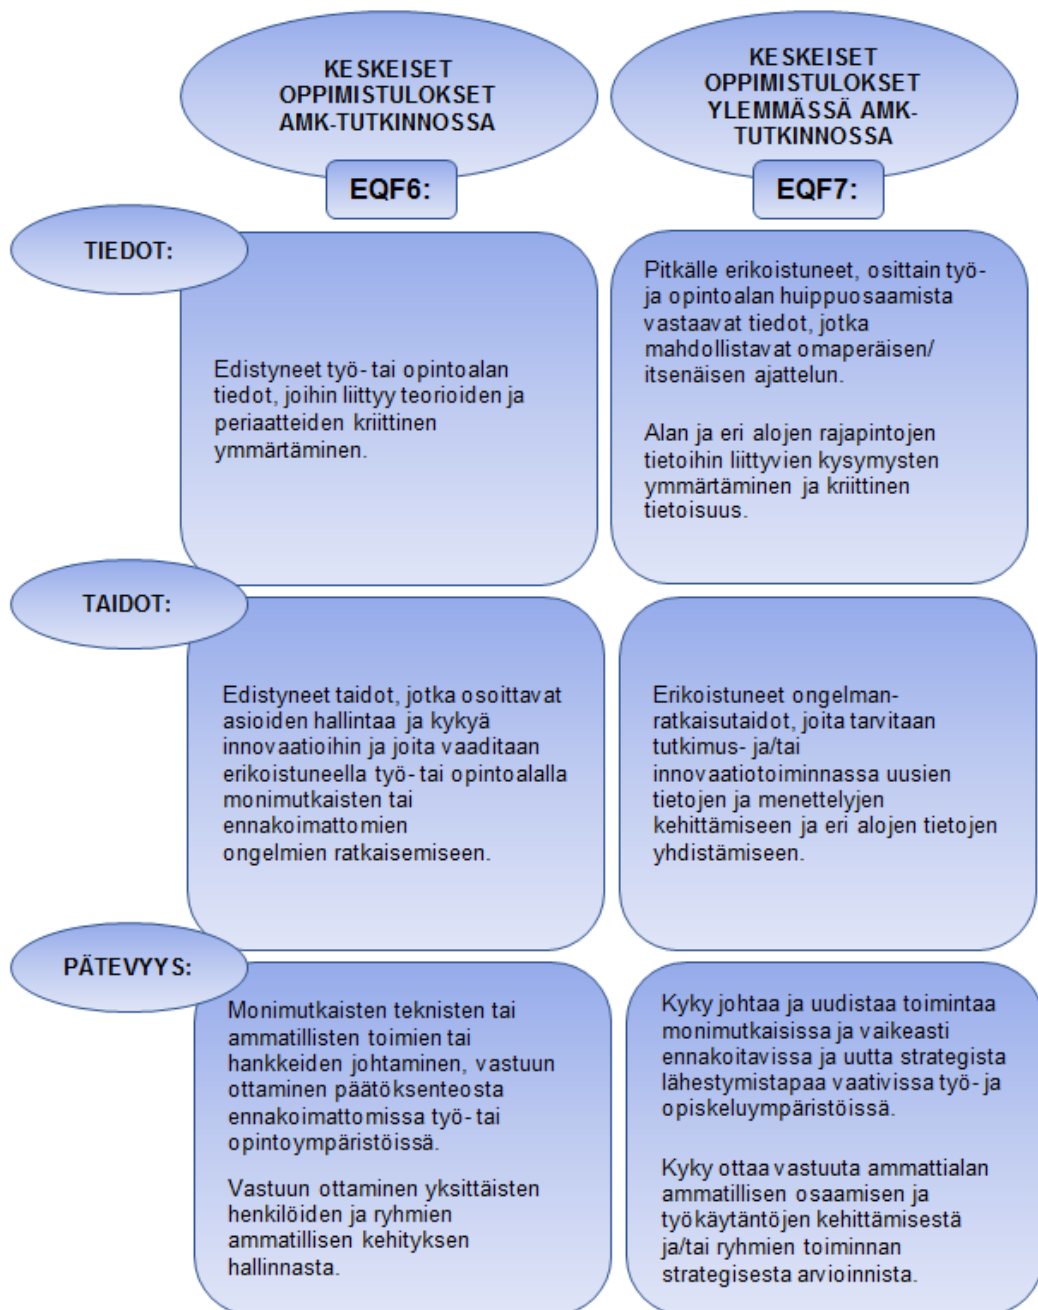 KESKEISET
OPPIMISTULOKSET
AMK-TUTKINNOSSA
EQF6:
KESKEISET
OPPIMISTULOKSET
YLEMMÄSSÄ AMK-
TUTKINNOSSA
EQF7:
TIEDOT:
Edistyneet työ- tai opintoalan
tiedot, joihin liittyy teorioiden ja
periaatteiden kriittinen
ymmärtäminen.
Pitkälle erikoistuneet, osittain työ-
ja opintoalan huippuosaamista
vastaavat tiedot, jotka
mahdollistavat omaperäisen/
itsenäisen ajattelun.
Alan ja eri alojen rajapintojen
tietoihin liittyvien kysymysten
ymmärtäminen ja kriittinen
tietoisuus.
TAIDOT:
Edistyneet taidot, jotka osoittavat
asioiden hallintaa ja kykyä
innovaatioihin ja joita vaaditaan
erikoistuneella työ- tai opintoalalla
monimutkaisten tai
ennakoimattomien
ongelmien ratkaisemiseen.
Erikoistuneet ongelman-
ratkaisutaidot, joita tarvitaan
tutkimus- ja/tai
innovaatiotoiminnassa uusien
tietojen ja menettelyjen
kehittämiseen ja eri alojen tietojen
yhdistämiseen.
PÄTEVYYS:
Monimutkaisten teknisten tai
ammatillisten toimien tai
hankkeiden johtaminen, vastuun
ottaminen päätöksenteosta
ennakoimattomissa työ- tai
opintoympäristöissä.
Vastuun ottaminen yksittäisten
henkilöiden ja ryhmien
ammatillisen kehityksen
hallinnasta.
Kyky johtaa ja uudistaa toimintaa
monimutkaisissa ja vaikeasti
ennakoitavissa ja uutta strategista
lähestymistapaa vaativissa työ- ja
opiskeluympäristöissä.
Kyky ottaa vastuuta ammattialan
ammatillisen osaamisen ja
työkäytäntöjen kehittämisestä
ja/tai ryhmien toiminnan
strategisesta arvioinnista.